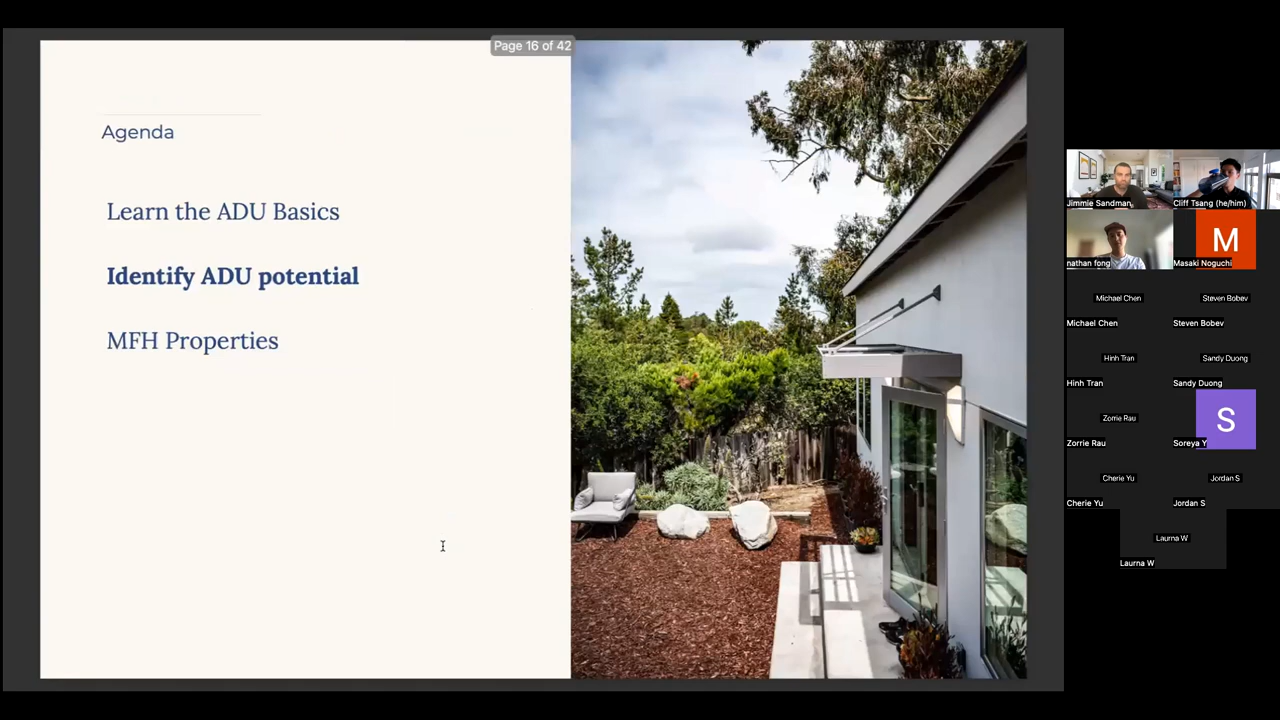 Page 16 of 42
Agenda
Learn the ADU Basics
Identify ADU potential
MFH Properties
Jimmie Sandman
Cliff Tsang (he/him)
nathan fong
M
Masaki Noguchi
Michael Chen
Steven Bobev
Michael Chen
Steven Bobev
Hinh Tran
Sandy Duong
Hinh Tran
Sandy Duong
Zorrie Rau
S
Zorrie Rau
Soreya Y
Cherie Yu
Jordan S
Cherie Yu
Jordan S
Laurna W
Laurna W